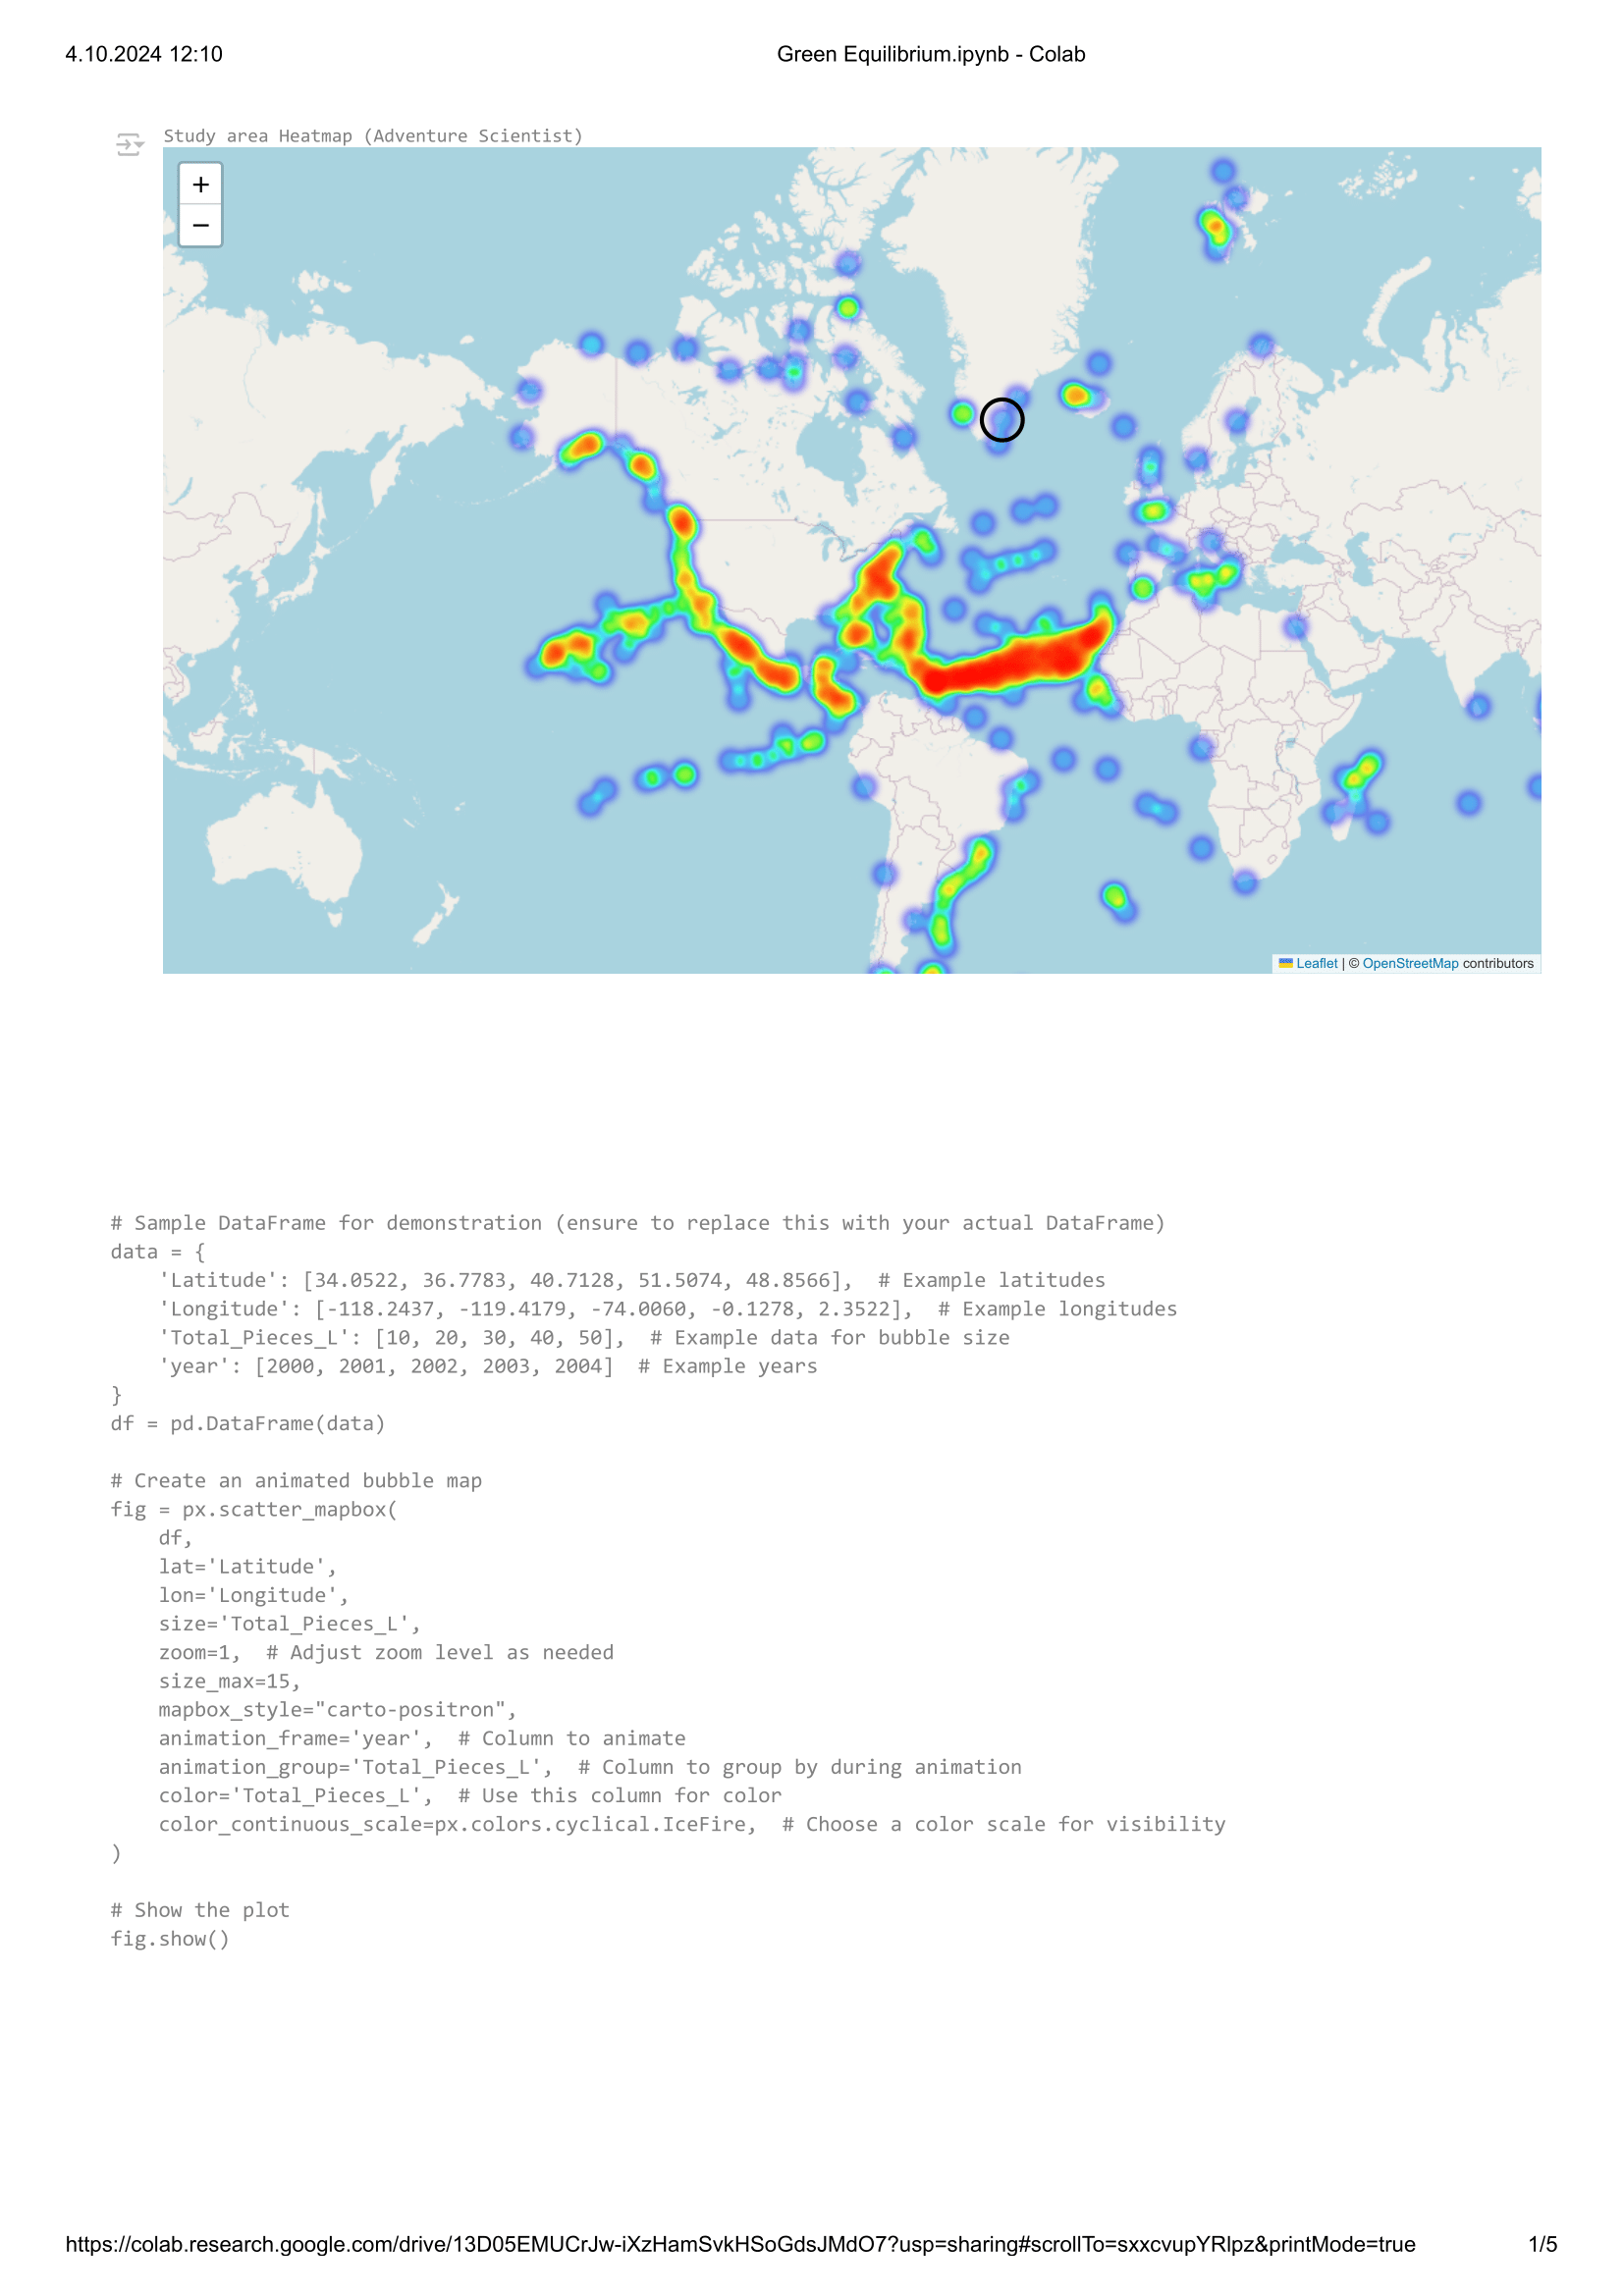 4.10.2024 12:10
Green Equilibrium.ipynb - Colab
Study area Heatmap (Adventure Scientist)
+
−
Leaflet | © OpenStreetMap contributors
# Sample DataFrame for demonstration (ensure to replace this with your actual DataFrame)
data = {
    'Latitude': [34.0522, 36.7783, 40.7128, 51.5074, 48.8566],  # Example latitudes
    'Longitude': [-118.2437, -119.4179, -74.0060, -0.1278, 2.3522],  # Example longitudes
    'Total_Pieces_L': [10, 20, 30, 40, 50],  # Example data for bubble size
    'year': [2000, 2001, 2002, 2003, 2004]  # Example years
}
df = pd.DataFrame(data)
# Create an animated bubble map
fig = px.scatter_mapbox(
    df,
    lat='Latitude',
    lon='Longitude',
    size='Total_Pieces_L',
    zoom=1,  # Adjust zoom level as needed
    size_max=15,
    mapbox_style="carto-positron",
    animation_frame='year',  # Column to animate
    animation_group='Total_Pieces_L',  # Column to group by during animation
    color='Total_Pieces_L',  # Use this column for color
    color_continuous_scale=px.colors.cyclical.IceFire,  # Choose a color scale for visibility
)
# Show the plot
fig.show()
https://colab.research.google.com/drive/13D05EMUCrJw-iXzHamSvkHSoGdsJMdO7?usp=sharing#scrollTo=sxxcvupYRlpz&printMode=true
1/5